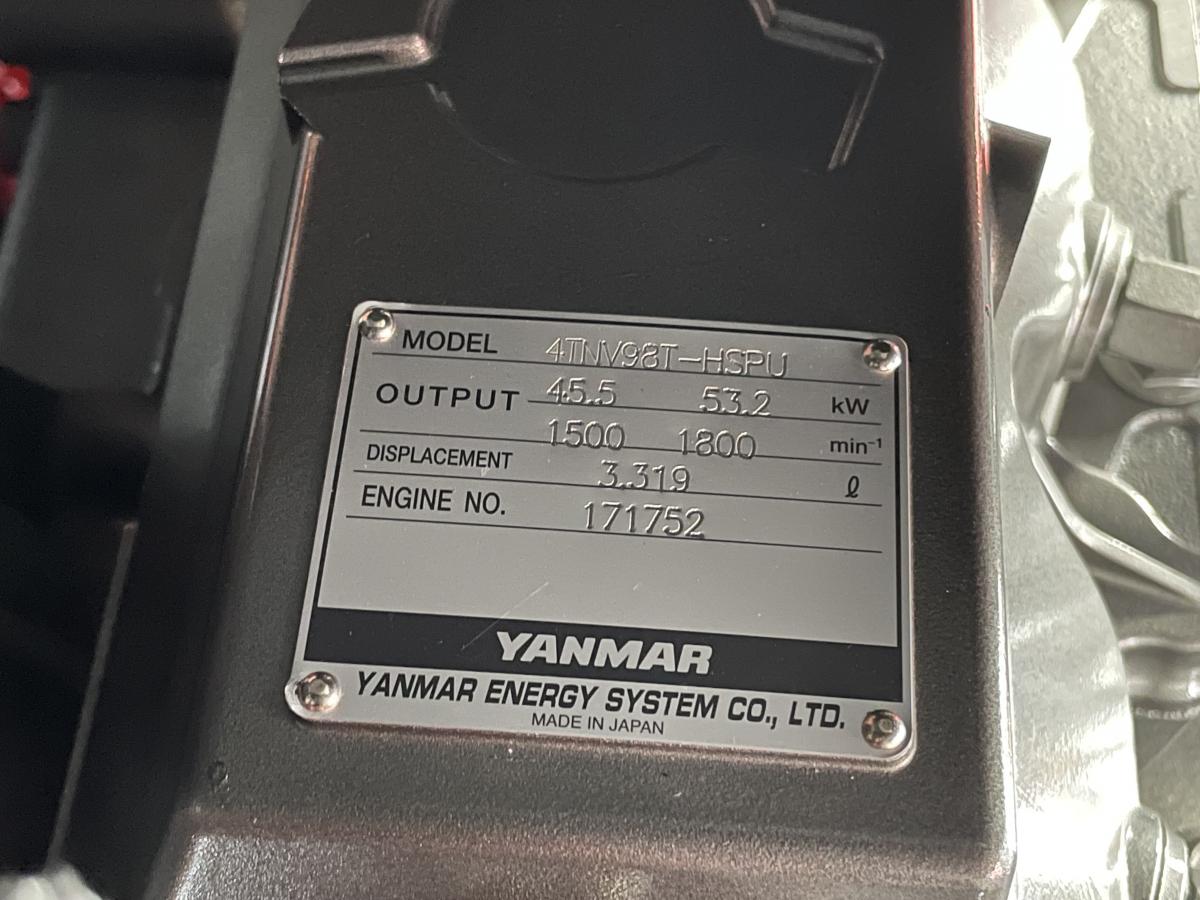 MODEL 4TNV98T-HSPU
OUTPUT 45.5 53.2 kW
1500 1800 min⁻¹
DISPLACEMENT 3.319 ℓ
ENGINE NO. 171752
YANMAR
YANMAR ENERGY SYSTEM CO., LTD.
MADE IN JAPAN